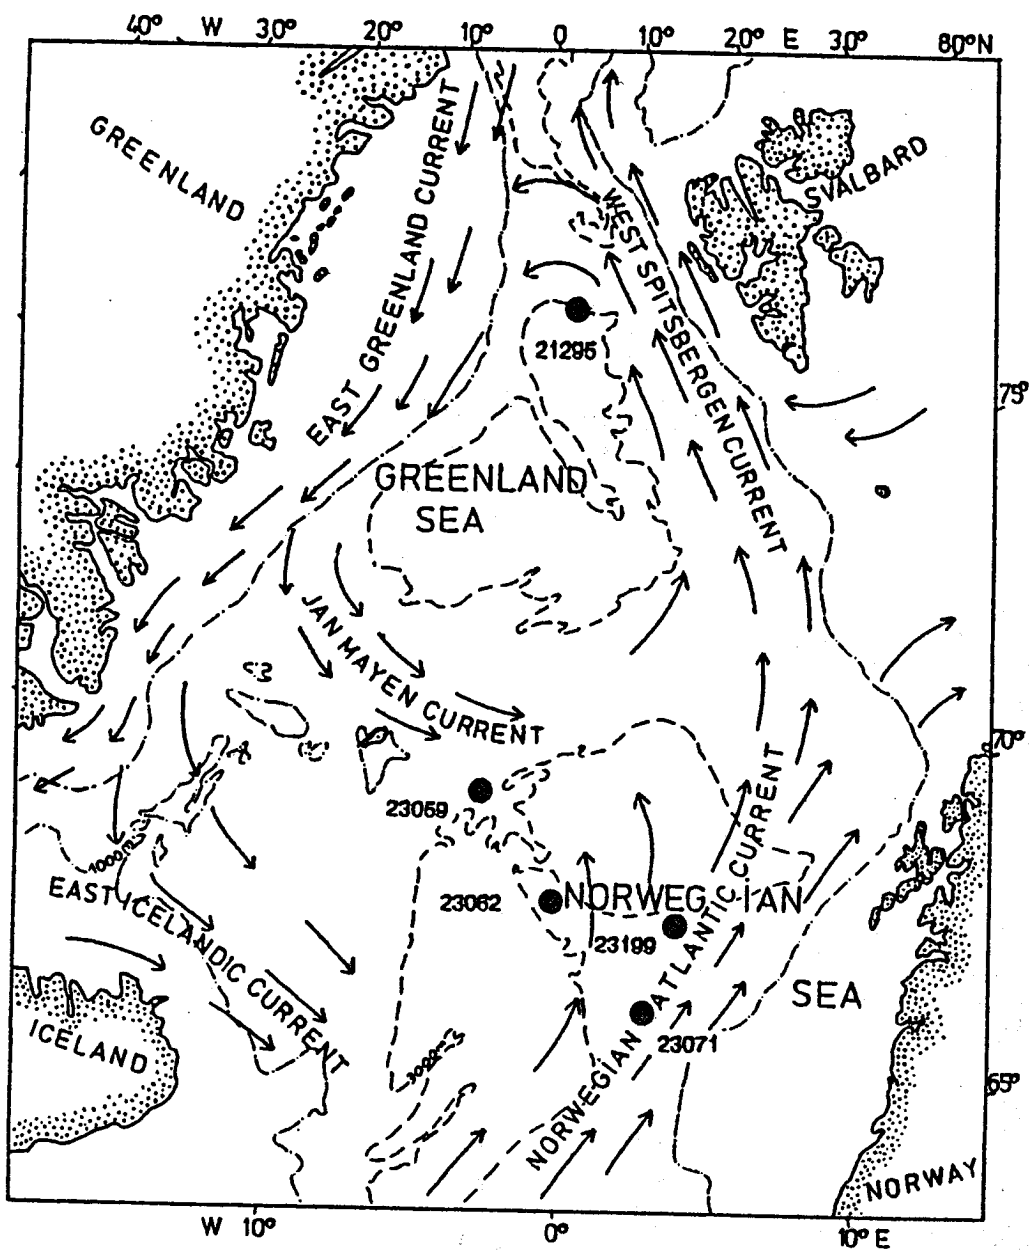 40° W 30° 20° 10° 0 10° 20° E 30° 80°N
GREENLAND
EAST GREENLAND CURRENT
SVALBARD
WEST SPITSBERGEN CURRENT
21295
75°
GREENLAND
SEA
JAN MAYEN CURRENT
70°
23059
1000m
EAST ICELANDIC CURRENT
23062
NORWEGIAN
23199
SEA
NORWEGIAN ATLANTIC CURRENT
ICELAND
23071
3000m
65°
NORWAY
W 10° 0° 10° E